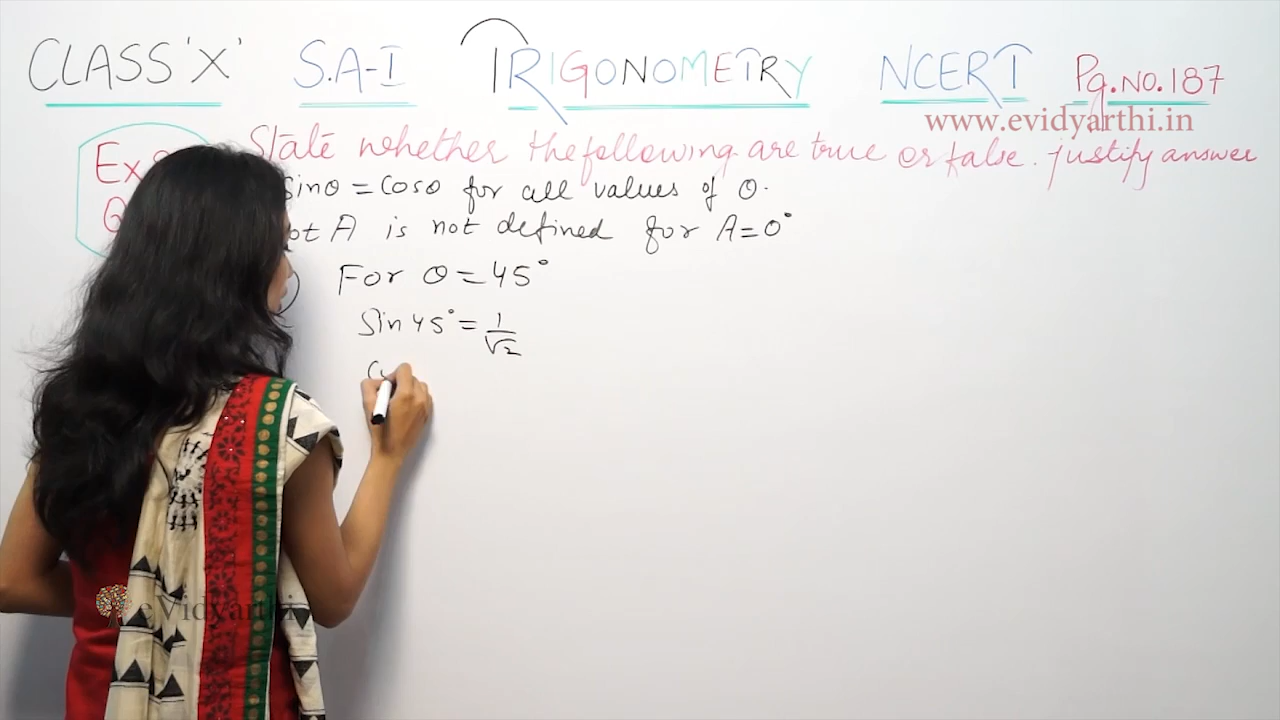 CLASS 'X' S.A-I TRIGONOMETRY NCERT Pg.NO.187
www.evidyarthi.in
Ex State whether the following are true or false. justify answer
Q
Sinθ = Cosθ for all values of θ.
A is not defined for A=0°
For θ=45°
Sin 45° = 1/√2
eVidyarthi